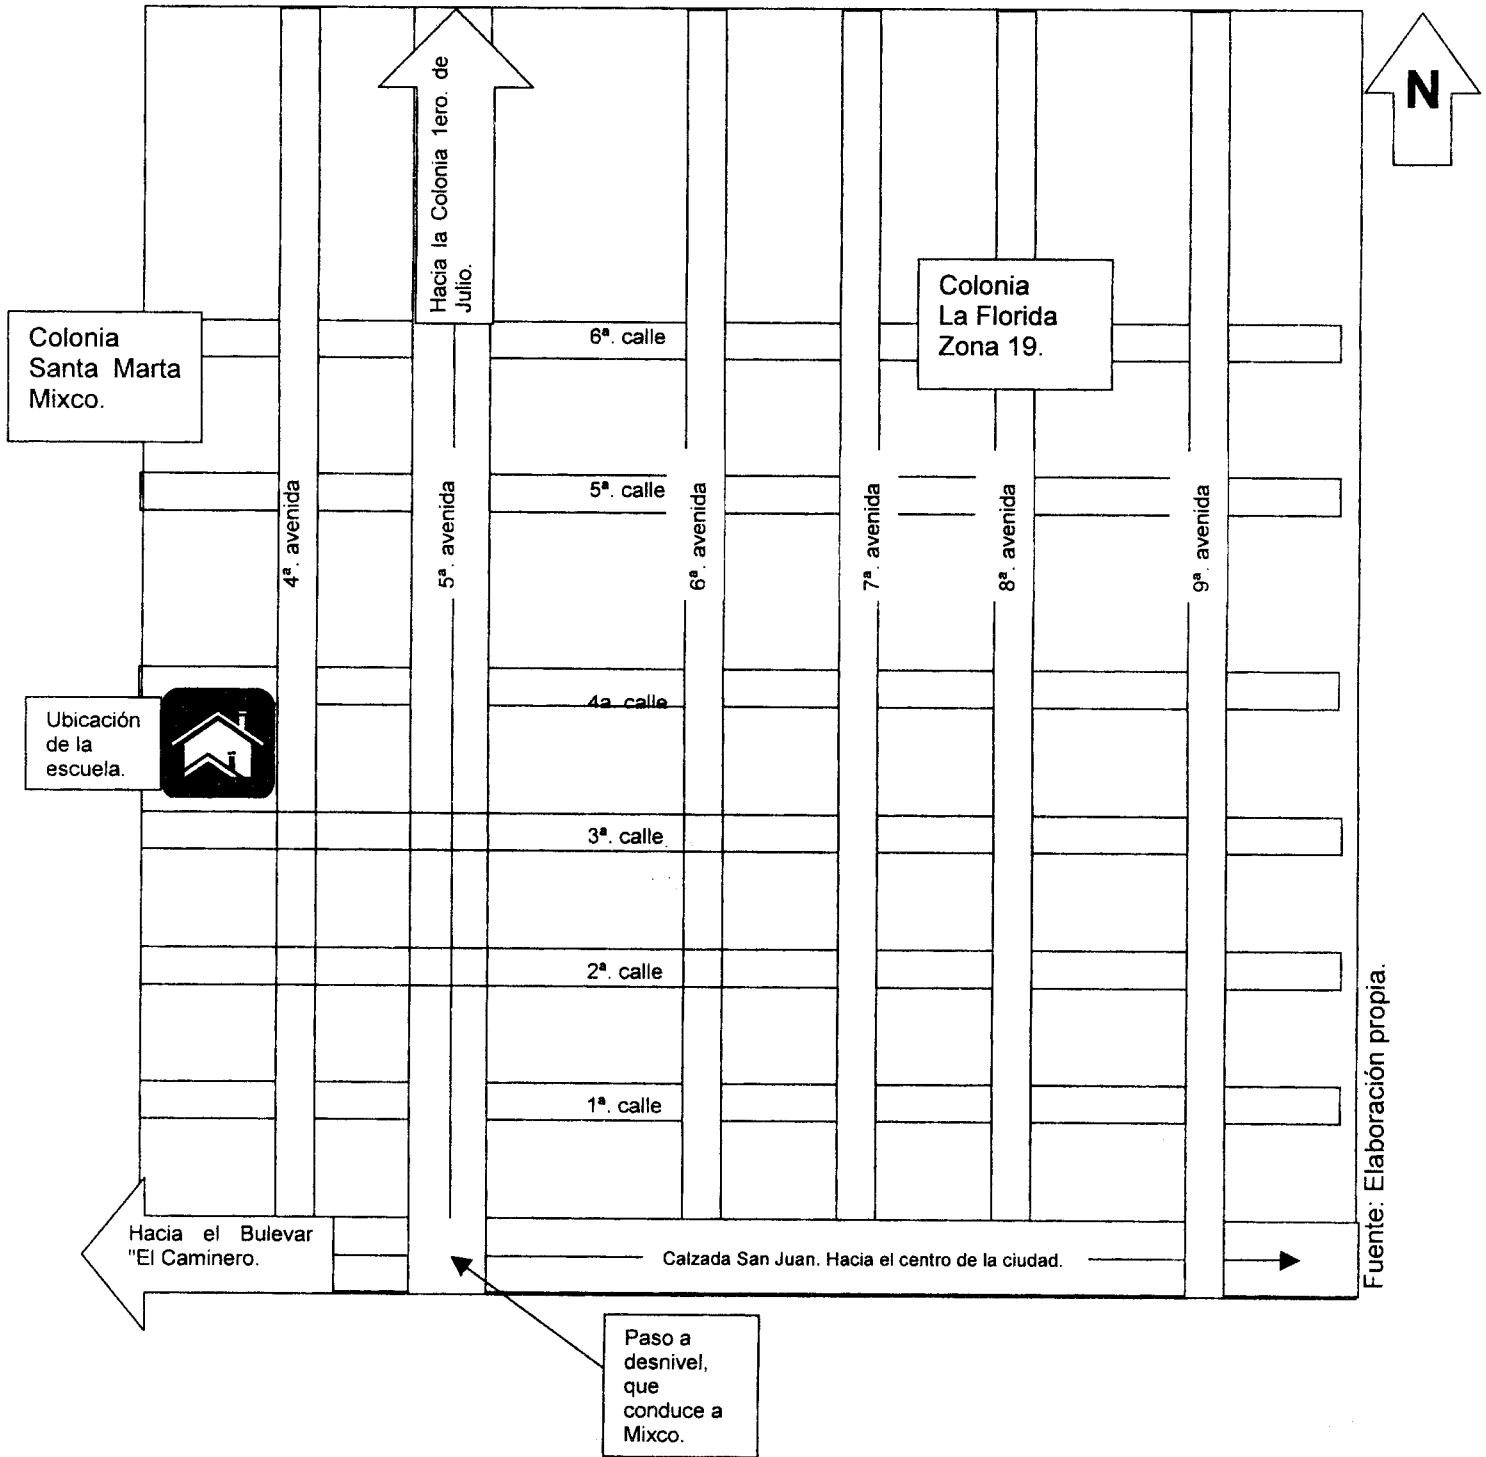 Hacia la Colonia 1ero. de
Julio.
N
Colonia
La Florida
Zona 19.
Colonia
Santa Marta
Mixco.
6ª. calle
5ª. calle
4ª. avenida
5ª. avenida
6ª. avenida
7ª. avenida
8ª. avenida
9ª. avenida
4a. calle
Ubicación
de la
escuela.
3ª. calle
2ª. calle
1ª. calle
Hacia el Bulevar
"El Caminero.
Calzada San Juan. Hacia el centro de la ciudad.
Paso a
desnivel,
que
conduce a
Mixco.
Fuente: Elaboración propia.